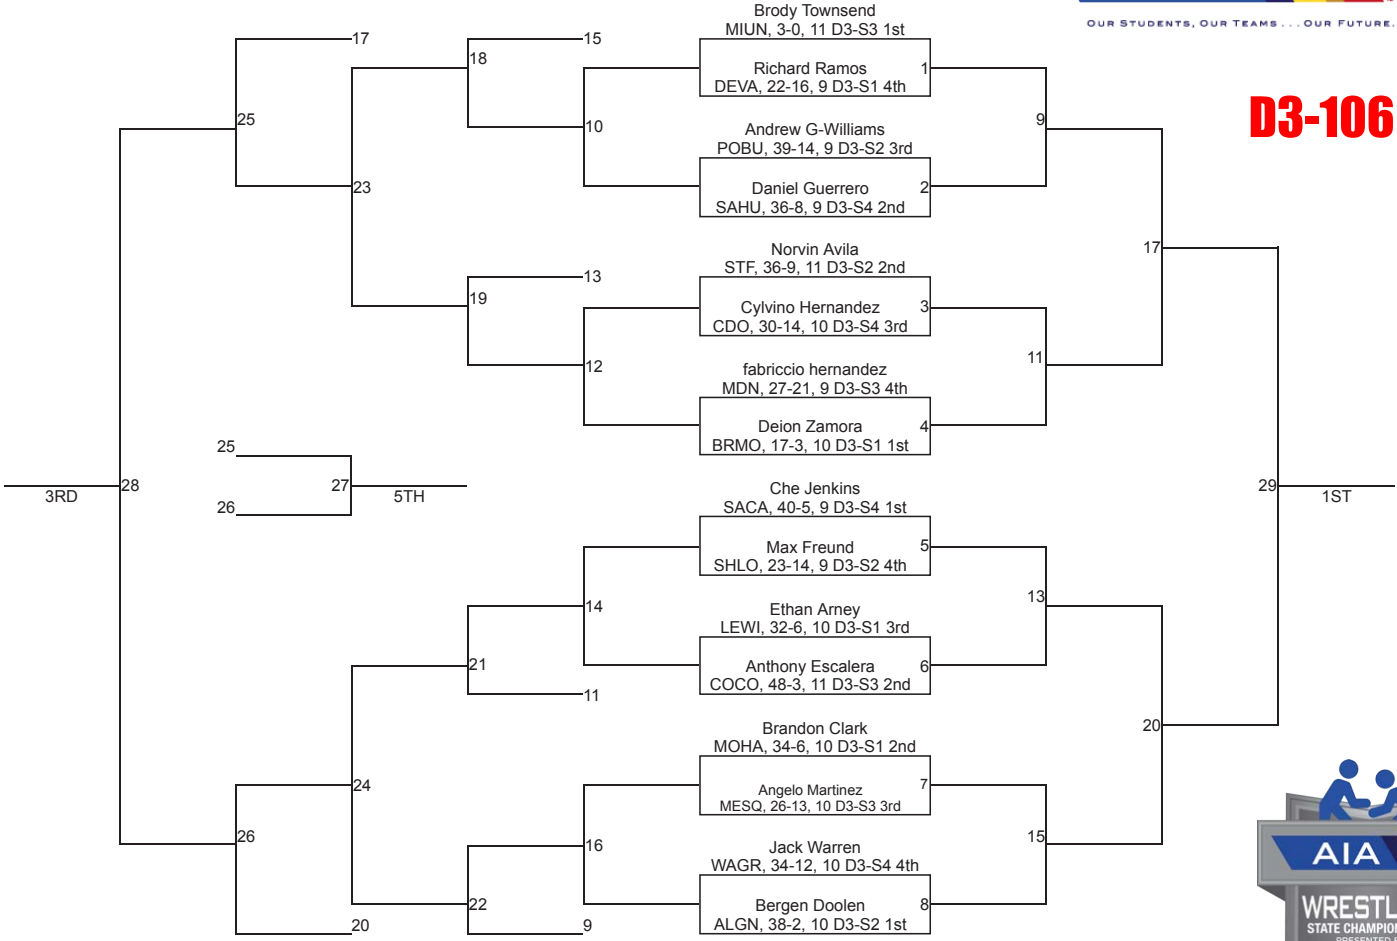 OUR STUDENTS, OUR TEAMS . . . OUR FUTURE.
D3-106
Brody Townsend
MIUN, 3-0, 11 D3-S3 1st
Richard Ramos
DEVA, 22-16, 9 D3-S1 4th
Andrew G-Williams
POBU, 39-14, 9 D3-S2 3rd
Daniel Guerrero
SAHU, 36-8, 9 D3-S4 2nd
Norvin Avila
STF, 36-9, 11 D3-S2 2nd
Cylvino Hernandez
CDO, 30-14, 10 D3-S4 3rd
fabriccio hernandez
MDN, 27-21, 9 D3-S3 4th
Deion Zamora
BRMO, 17-3, 10 D3-S1 1st
Che Jenkins
SACA, 40-5, 9 D3-S4 1st
Max Freund
SHLO, 23-14, 9 D3-S2 4th
Ethan Arney
LEWI, 32-6, 10 D3-S1 3rd
Anthony Escalera
COCO, 48-3, 11 D3-S3 2nd
Brandon Clark
MOHA, 34-6, 10 D3-S1 2nd
Angelo Martinez
MESQ, 26-13, 10 D3-S3 3rd
Jack Warren
WAGR, 34-12, 10 D3-S4 4th
Bergen Doolen
ALGN, 38-2, 10 D3-S2 1st
1
2
3
4
5
6
7
8
9
11
13
15
17
20
29
1ST
15
10
13
12
14
11
16
9
18
19
21
22
17
23
24
20
25
26
25
26
27
5TH
28
3RD
AIA
WRESTL
STATE CHAMPION
PRESENTED